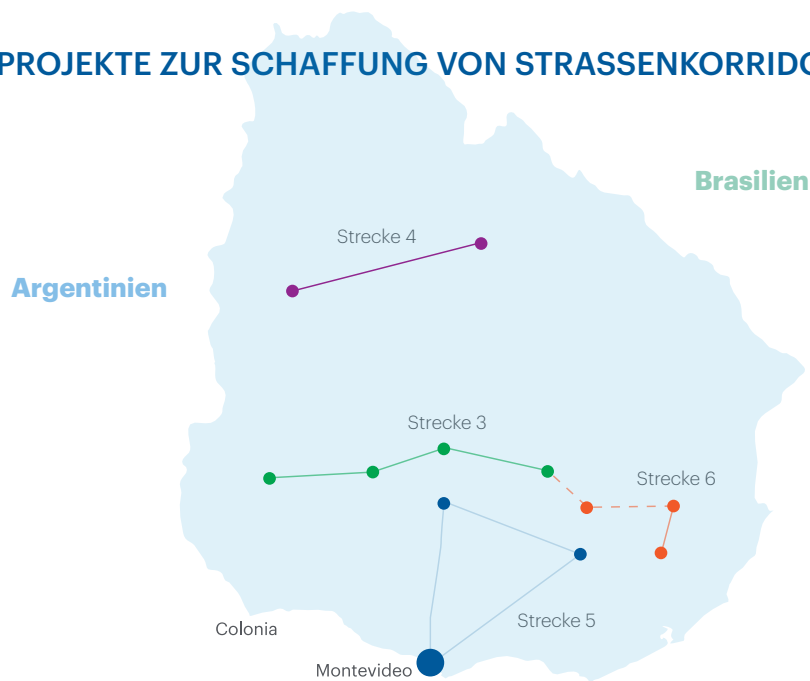 PROJEKTE ZUR SCHAFFUNG VON STRASSENKORRIDO
Brasilien
Strecke 4
Argentinien
Strecke 3
Strecke 6
Strecke 5
Colonia
Montevideo